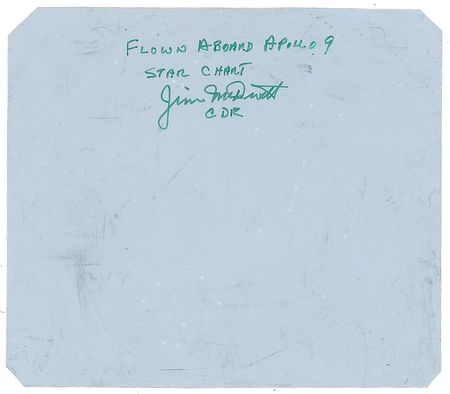 FLOWN ABOARD APOLLO 9
STAR CHART
Jim McDivitt
CDR